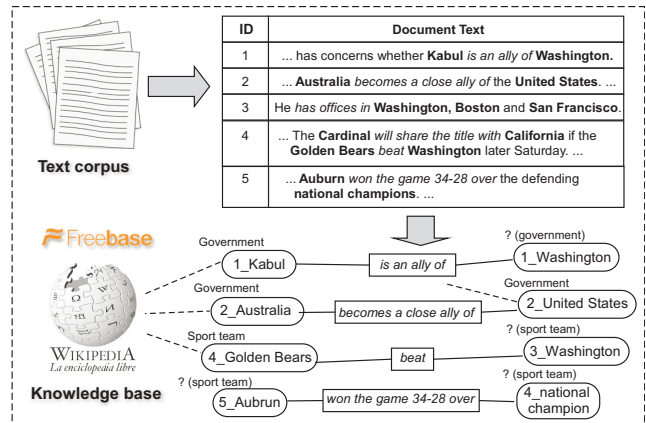 ID
Document Text
1
... has concerns whether Kabul is an ally of Washington.
2
... Australia becomes a close ally of the United States. ...
3
He has offices in Washington, Boston and San Francisco.
4
... The Cardinal will share the title with California if the
Golden Bears beat Washington later Saturday. ...
5
... Auburn won the game 34-28 over the defending
national champions. ...
Text corpus
Freebase
WIKIPEDIA
La enciclopedia libre
Knowledge base
Government
1_Kabul
is an ally of
? (government)
1_Washington
Government
2_Australia
becomes a close ally of
Government
2_United States
Sport team
4_Golden Bears
beat
? (sport team)
3_Washington
? (sport team)
5_Aubrun
won the game 34-28 over
? (sport team)
4_national
champion